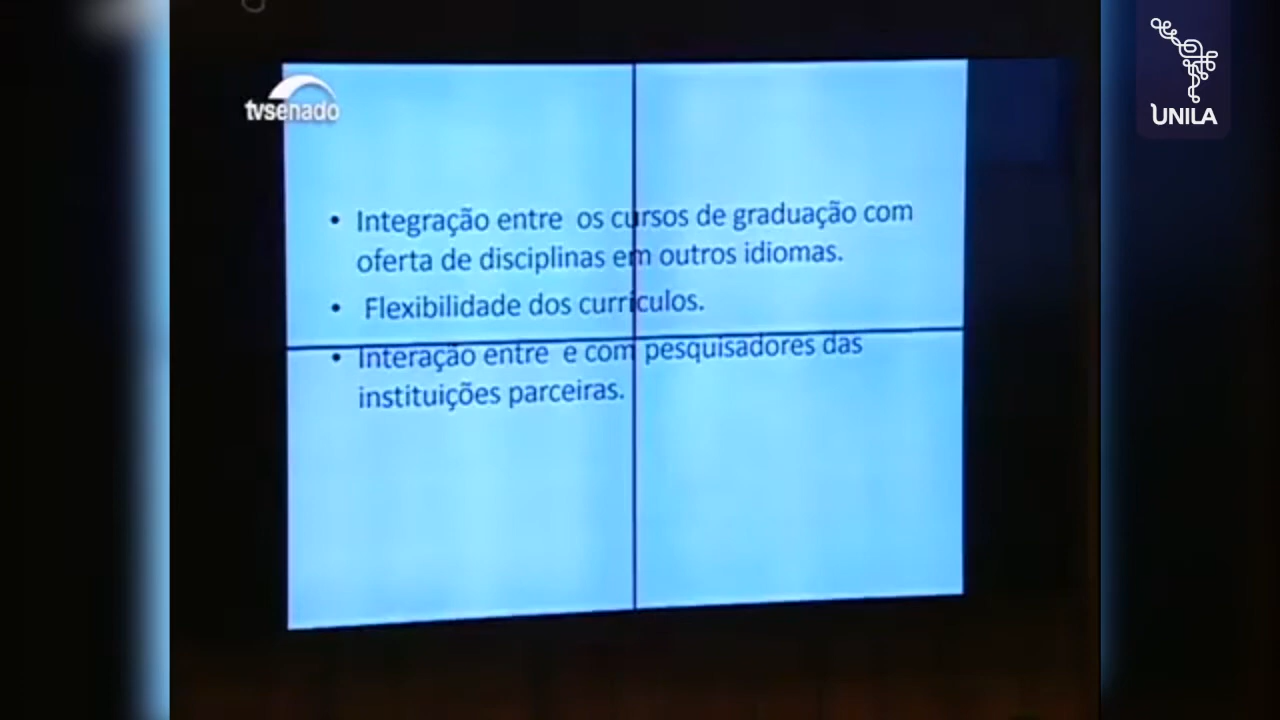 tvsenado
UNILA
• Integração entre os cursos de graduação com
oferta de disciplinas em outros idiomas.
• Flexibilidade dos currículos.
• Interação entre e com pesquisadores das
instituições parceiras.